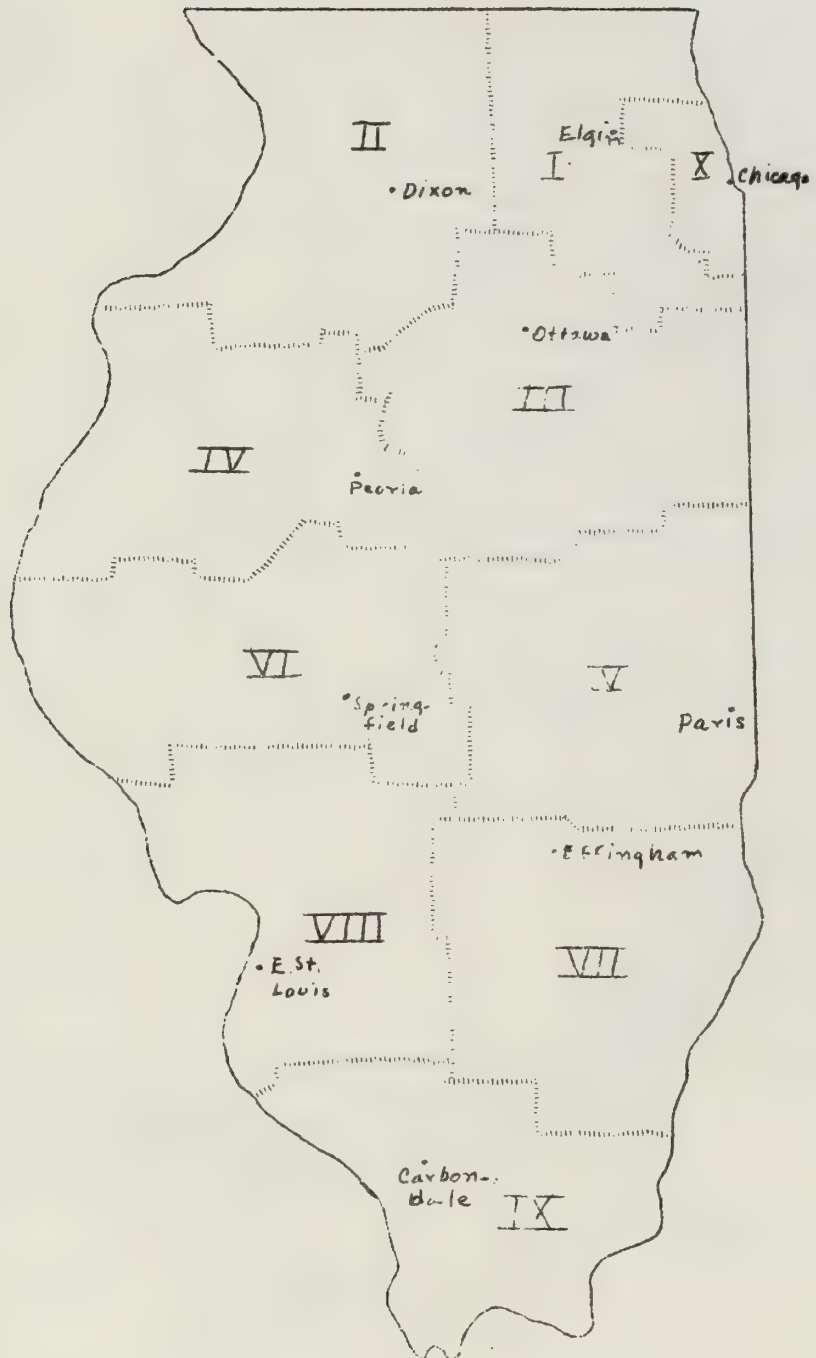 II
Elgin
I
X
Chicago
Dixon
Ottawa
III
IV
Peoria
VI
V
Spring-
field
Paris
Effingham
VIII
VII
E. St.
Louis
Carbon-
dale
IX